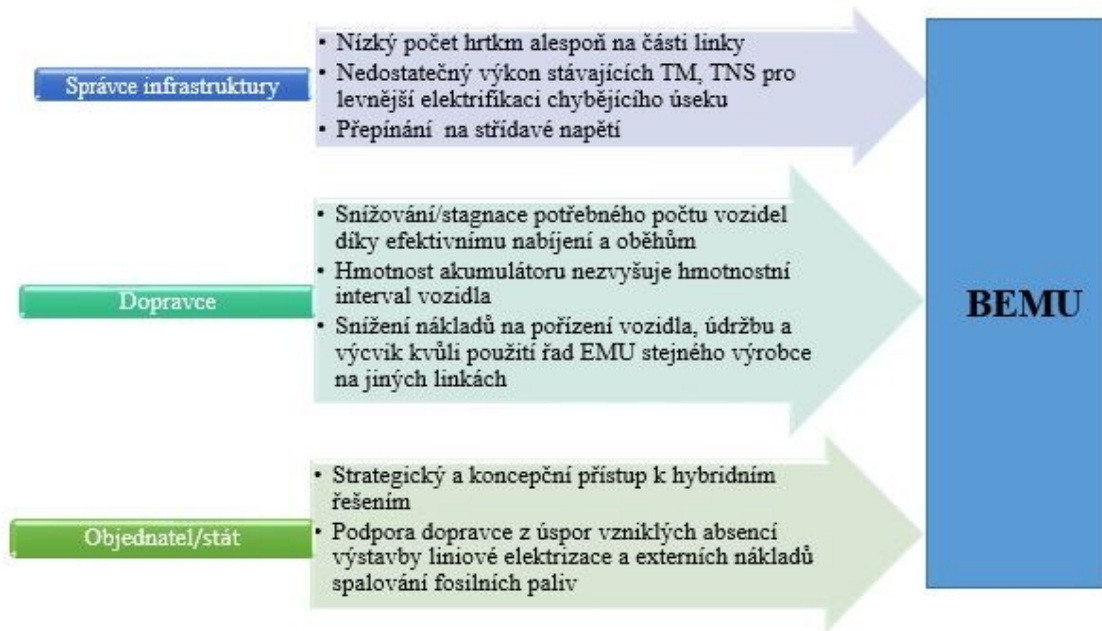 Správce infrastruktury
• Nízký počet hrtkm alespoň na části linky
• Nedostatečný výkon stávajících TM, TNS pro
levnější elektrifikaci chybějícího úseku
• Přepínání na střídavé napětí
Dopravce
• Snižování/stagnace potřebného počtu vozidel
díky efektivnímu nabíjení a oběhům
• Hmotnost akumulátoru nezvyšuje hmotnostní
interval vozidla
• Snížení nákladů na pořízení vozidla, údržbu a
výcvik kvůli použití řad EMU stejného výrobce
na jiných linkách
Objednatel/stát
• Strategický a koncepční přístup k hybridním
řešením
• Podpora dopravce z úspor vzniklých absencí
výstavby liniové elektrizace a externích nákladů
spalování fosilních paliv
BEMU